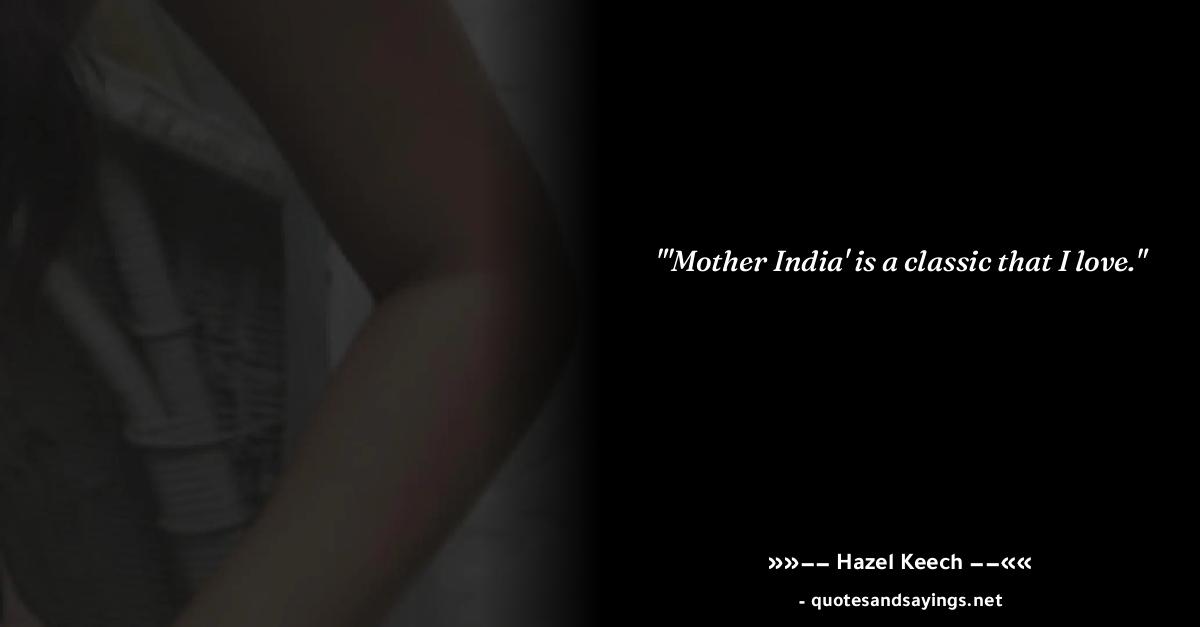 "'Mother India' is a classic that I love."
»»–– Hazel Keech ––««
- quotesandsayings.net